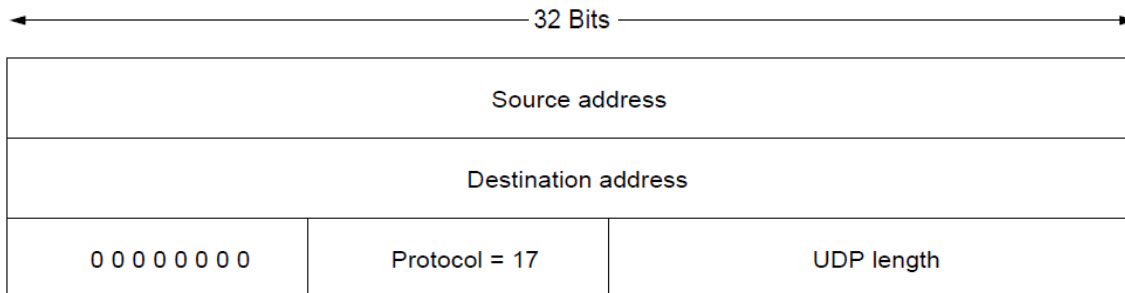 32 Bits
Source address
Destination address
0 0 0 0 0 0 0 0 Protocol = 17 UDP length